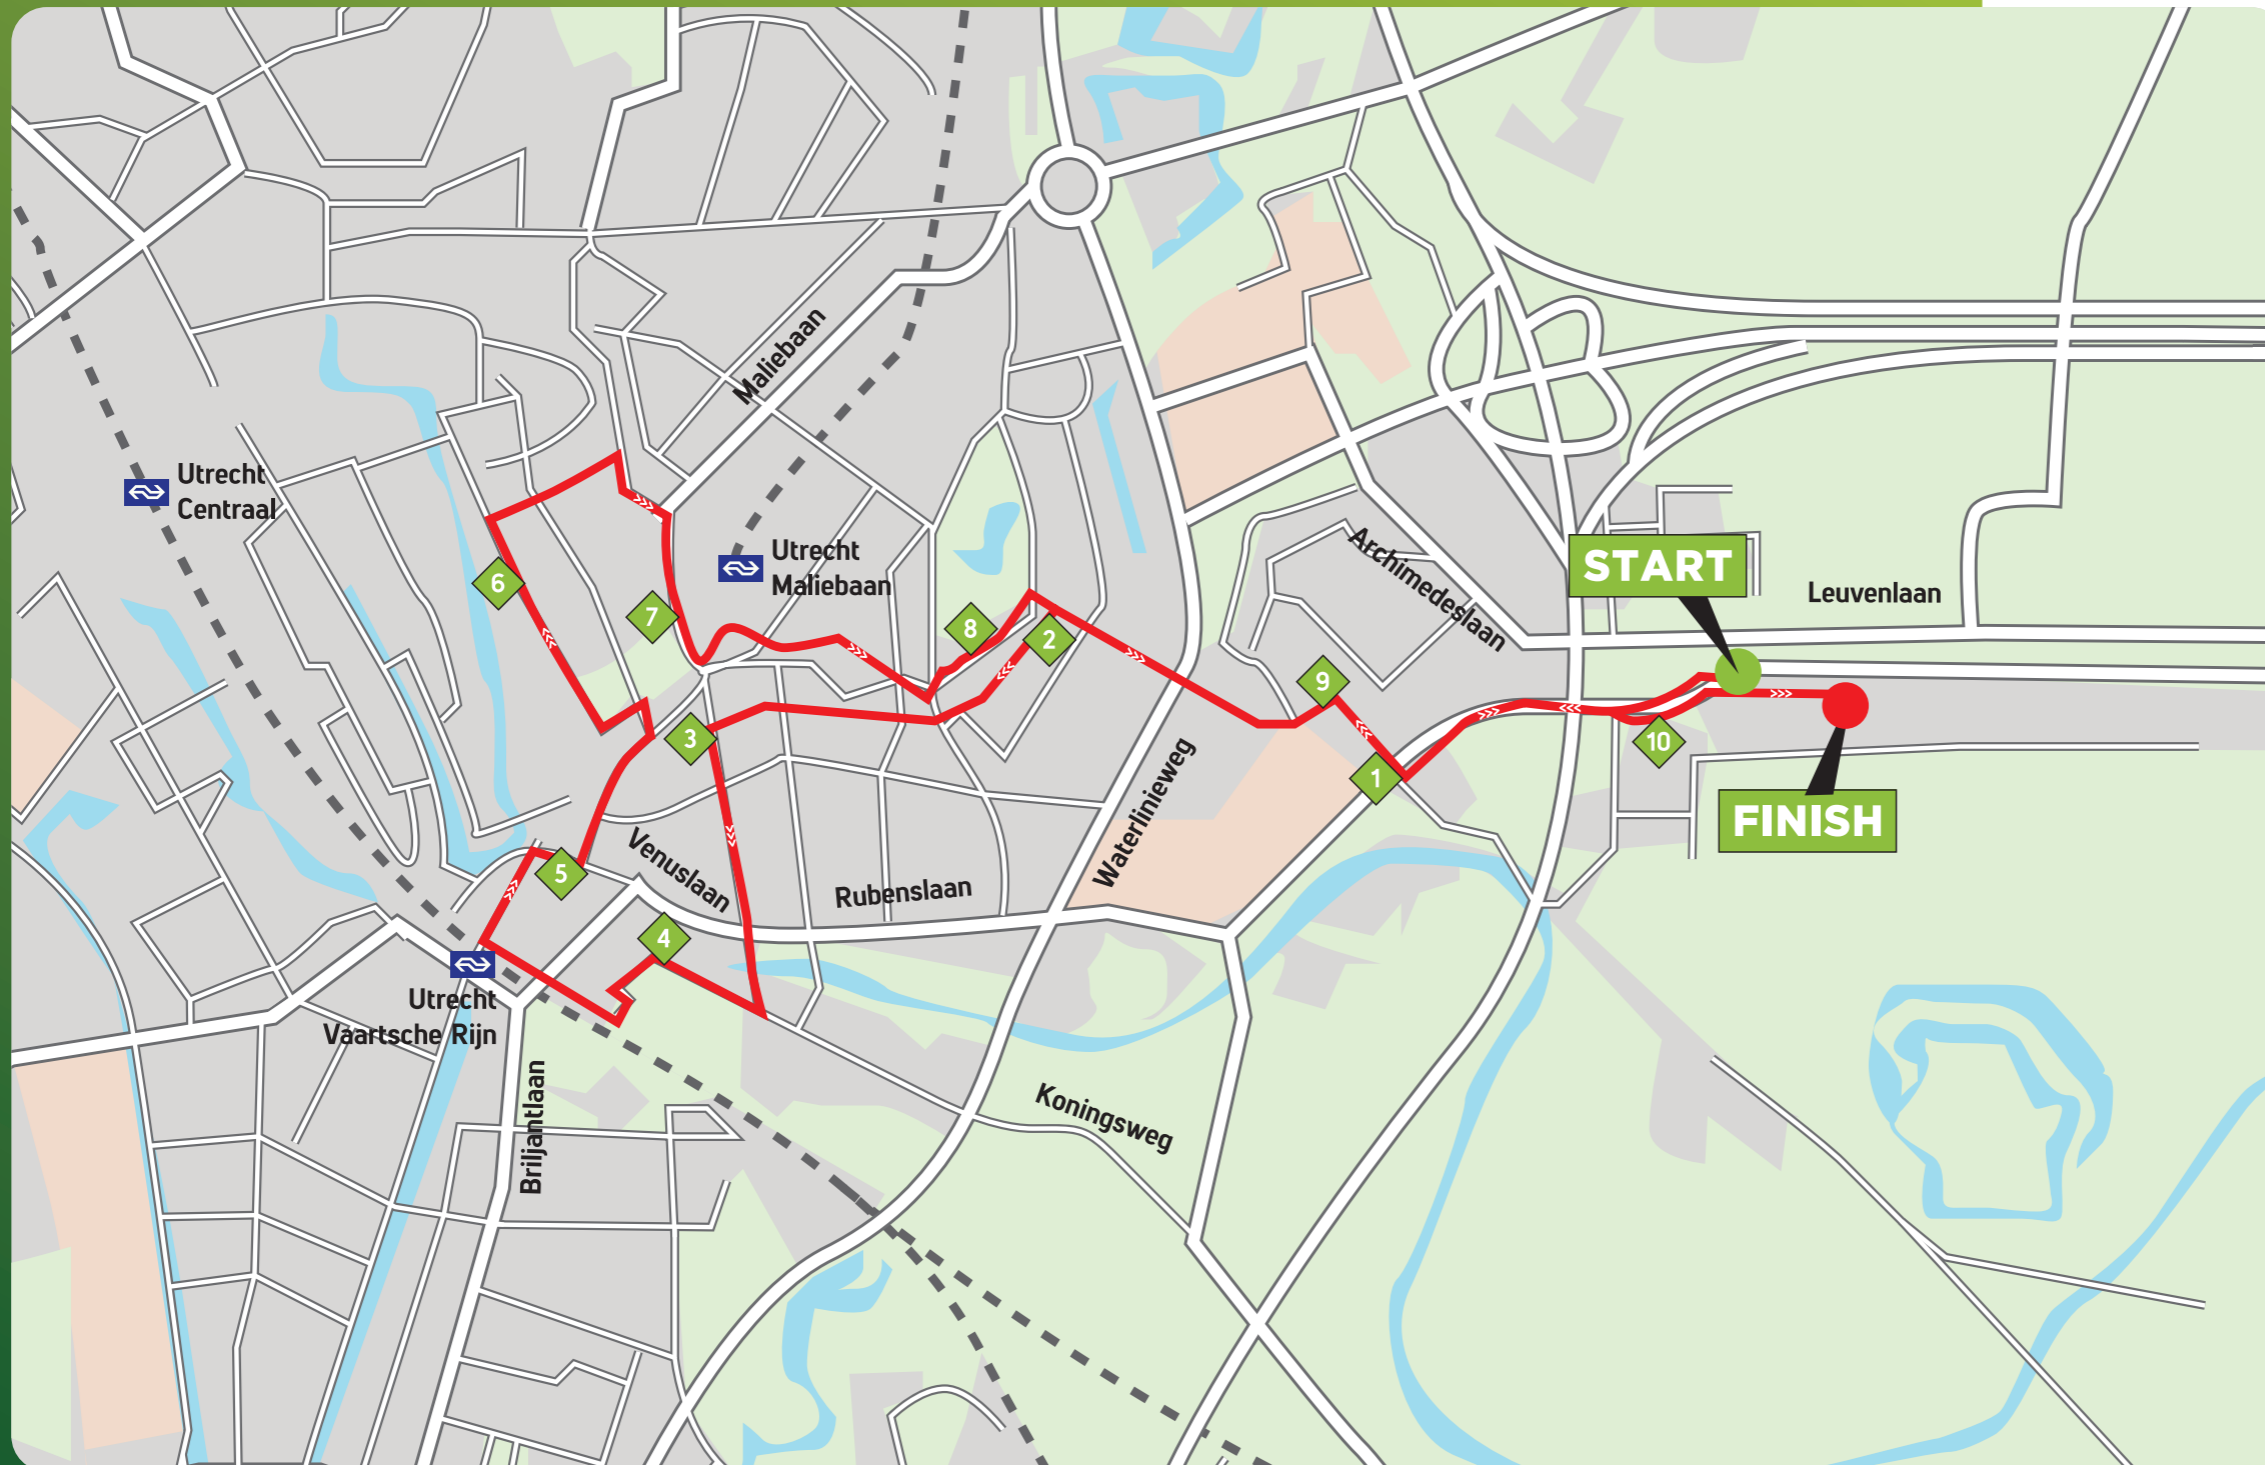 Maliebaan
Utrecht
Centraal
Utrecht
Maliebaan
Archimedeslaan
START
Leuvenlaan
6
7
8
2
9
3
10
1
FINISH
Waterlinieweg
Venuslaan
5
Rubenslaan
4
Utrecht
Vaartsche Rijn
Briljantlaan
Koningsweg